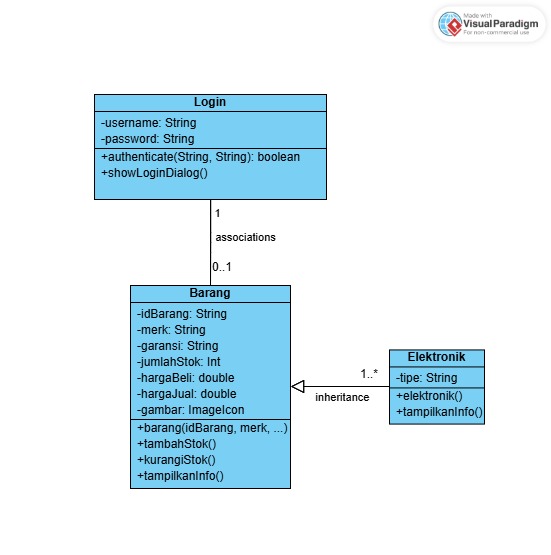 Made with
VisualParadigm
For non-commercial use
Login
-username: String
-password: String
+authenticate(String, String): boolean
+showLoginDialog()
1
associations
0..1
Barang
-idBarang: String
-merk: String
-garansi: String
-jumlahStok: Int
-hargaBeli: double
-hargaJual: double
-gambar: ImageIcon
+barang(idBarang, merk, ...)
+tambahStok()
+kurangiStok()
+tampilkanInfo()
1..*
inheritance
Elektronik
-tipe: String
+elektronik()
+tampilkanInfo()